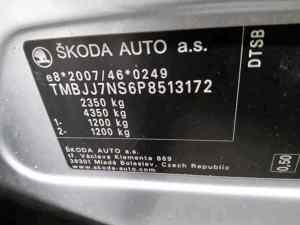 ŠKODA AUTO a.s.
e8*2007/46*0249
TMBJJ7NS6P8513172
2350 kg
4350 kg
1- 1200 kg
2- 1200 kg
ŠKODA AUTO a.s.
tř. Václava Klementa 869
29301 Mladá Boleslav, Czech Republic
www.skoda-auto.com
DTSB
0.50